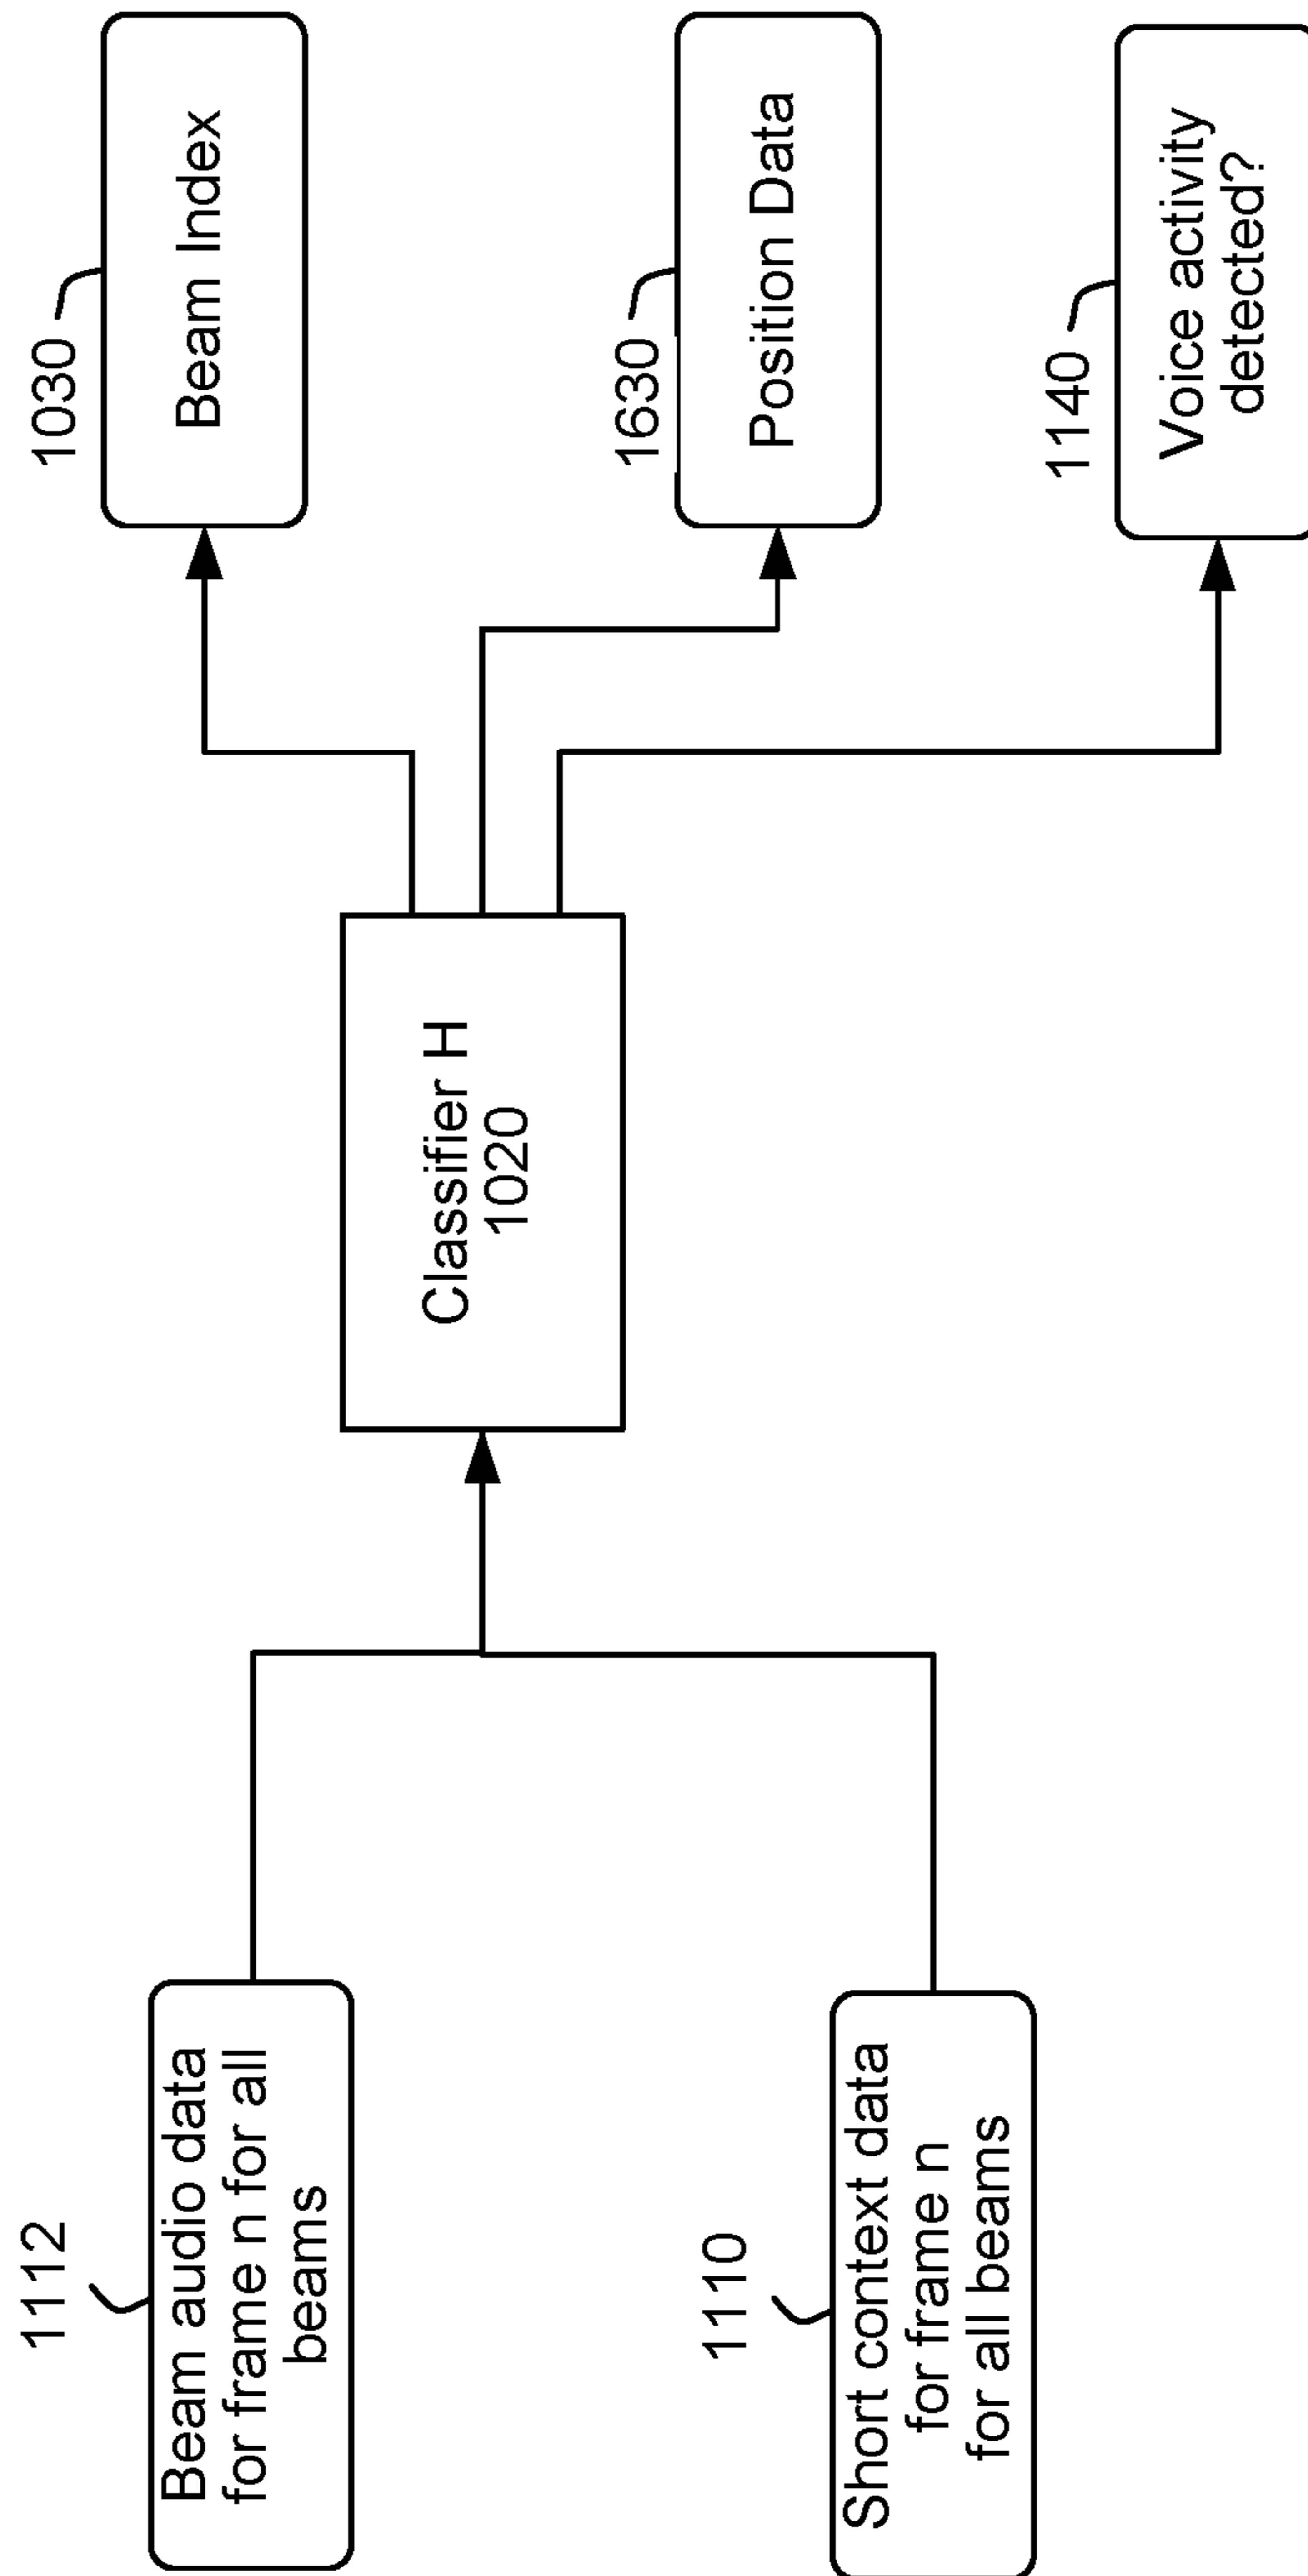 1112
Beam audio data
for frame n for all
beams
1110
Short context data
for frame n
for all beams
Classifier H
1020
1030
Beam Index
1630
Position Data
1140
Voice activity
detected?